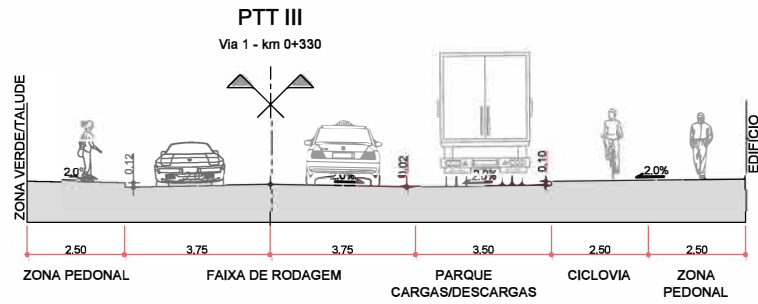 PTT III
Via 1 - km 0+330
ZONA VERDE/TALUDE
EDIFÍCIO
2,0%
0,12
2,0%
0,02
2,0%
0,10
2,0%
2.50
3,75
3,75
3,50
2,50
2,50
ZONA PEDONAL
FAIXA DE RODAGEM
PARQUE
CARGAS/DESCARGAS
CICLOVIA
ZONA
PEDONAL